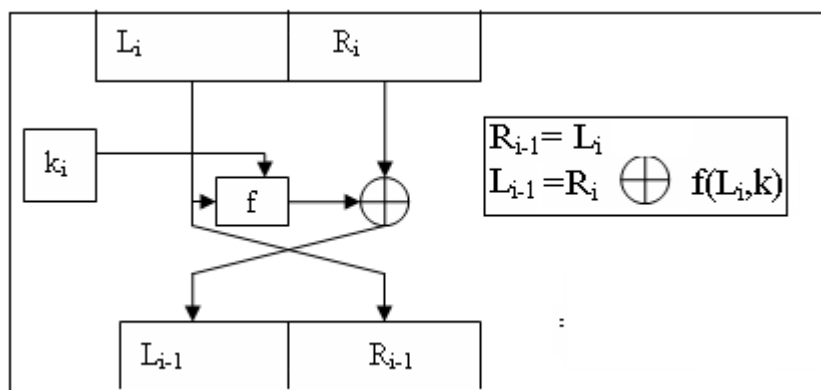 Lᵢ Rᵢ
kᵢ
f
Lᵢ₋₁ Rᵢ₋₁
Rᵢ₋₁= Lᵢ
Lᵢ₋₁ =Rᵢ ⊕ f(Lᵢ,k)